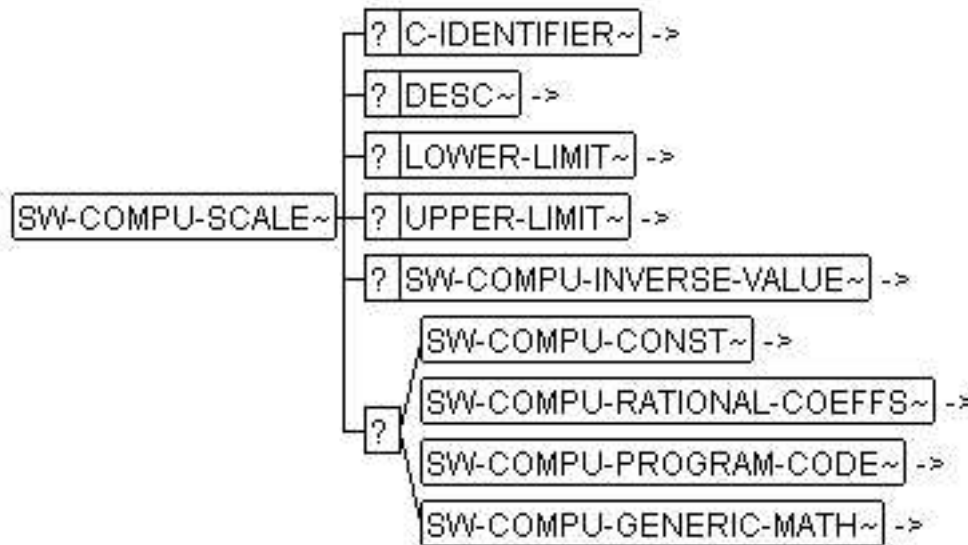 ? C-IDENTIFIER~ ->
? DESC~ ->
? LOWER-LIMIT~ ->
SW-COMPU-SCALE~ ? UPPER-LIMIT~ ->
? SW-COMPU-INVERSE-VALUE~ ->
SW-COMPU-CONST~ ->
SW-COMPU-RATIONAL-COEFFS~ ->
?
SW-COMPU-PROGRAM-CODE~ ->
SW-COMPU-GENERIC-MATH~ ->